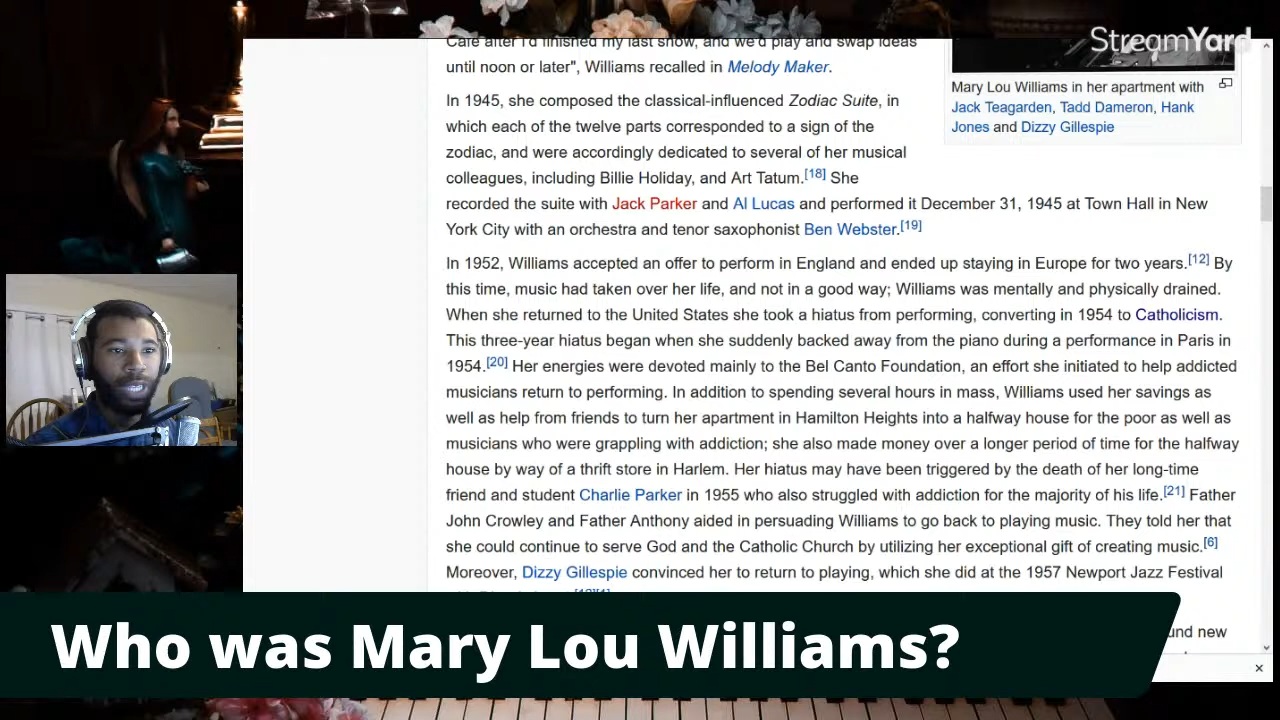 StreamYard
Café after I'd finished my last show, and we'd play and swap ideas
until noon or later", Williams recalled in Melody Maker.
In 1945, she composed the classical-influenced Zodiac Suite, in
which each of the twelve parts corresponded to a sign of the
zodiac, and were accordingly dedicated to several of her musical
colleagues, including Billie Holiday, and Art Tatum.[18] She
recorded the suite with Jack Parker and Al Lucas and performed it December 31, 1945 at Town Hall in New
York City with an orchestra and tenor saxophonist Ben Webster.[19]
Mary Lou Williams in her apartment with
Jack Teagarden, Tadd Dameron, Hank
Jones and Dizzy Gillespie
In 1952, Williams accepted an offer to perform in England and ended up staying in Europe for two years.[12] By
this time, music had taken over her life, and not in a good way; Williams was mentally and physically drained.
When she returned to the United States she took a hiatus from performing, converting in 1954 to Catholicism.
This three-year hiatus began when she suddenly backed away from the piano during a performance in Paris in
1954.[20] Her energies were devoted mainly to the Bel Canto Foundation, an effort she initiated to help addicted
musicians return to performing. In addition to spending several hours in mass, Williams used her savings as
well as help from friends to turn her apartment in Hamilton Heights into a halfway house for the poor as well as
musicians who were grappling with addiction; she also made money over a longer period of time for the halfway
house by way of a thrift store in Harlem. Her hiatus may have been triggered by the death of her long-time
friend and student Charlie Parker in 1955 who also struggled with addiction for the majority of his life.[21] Father
John Crowley and Father Anthony aided in persuading Williams to go back to playing music. They told her that
she could continue to serve God and the Catholic Church by utilizing her exceptional gift of creating music.[6]
Moreover, Dizzy Gillespie convinced her to return to playing, which she did at the 1957 Newport Jazz Festival
new
Who was Mary Lou Williams?